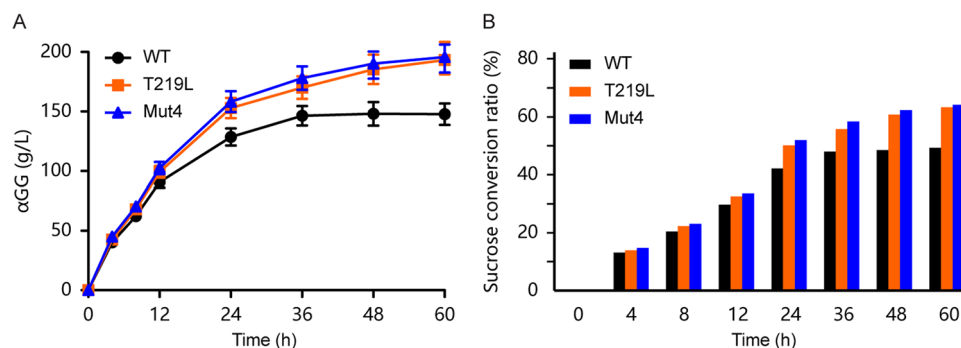 A
αGG (g/L)
200
150
100
50
0
WT
T219L
Mut4
0 12 24 36 48 60
Time (h)
B
Sucrose conversion ratio (%)
80
60
40
20
0
WT
T219L
Mut4
0 4 8 12 24 36 48 60
Time (h)